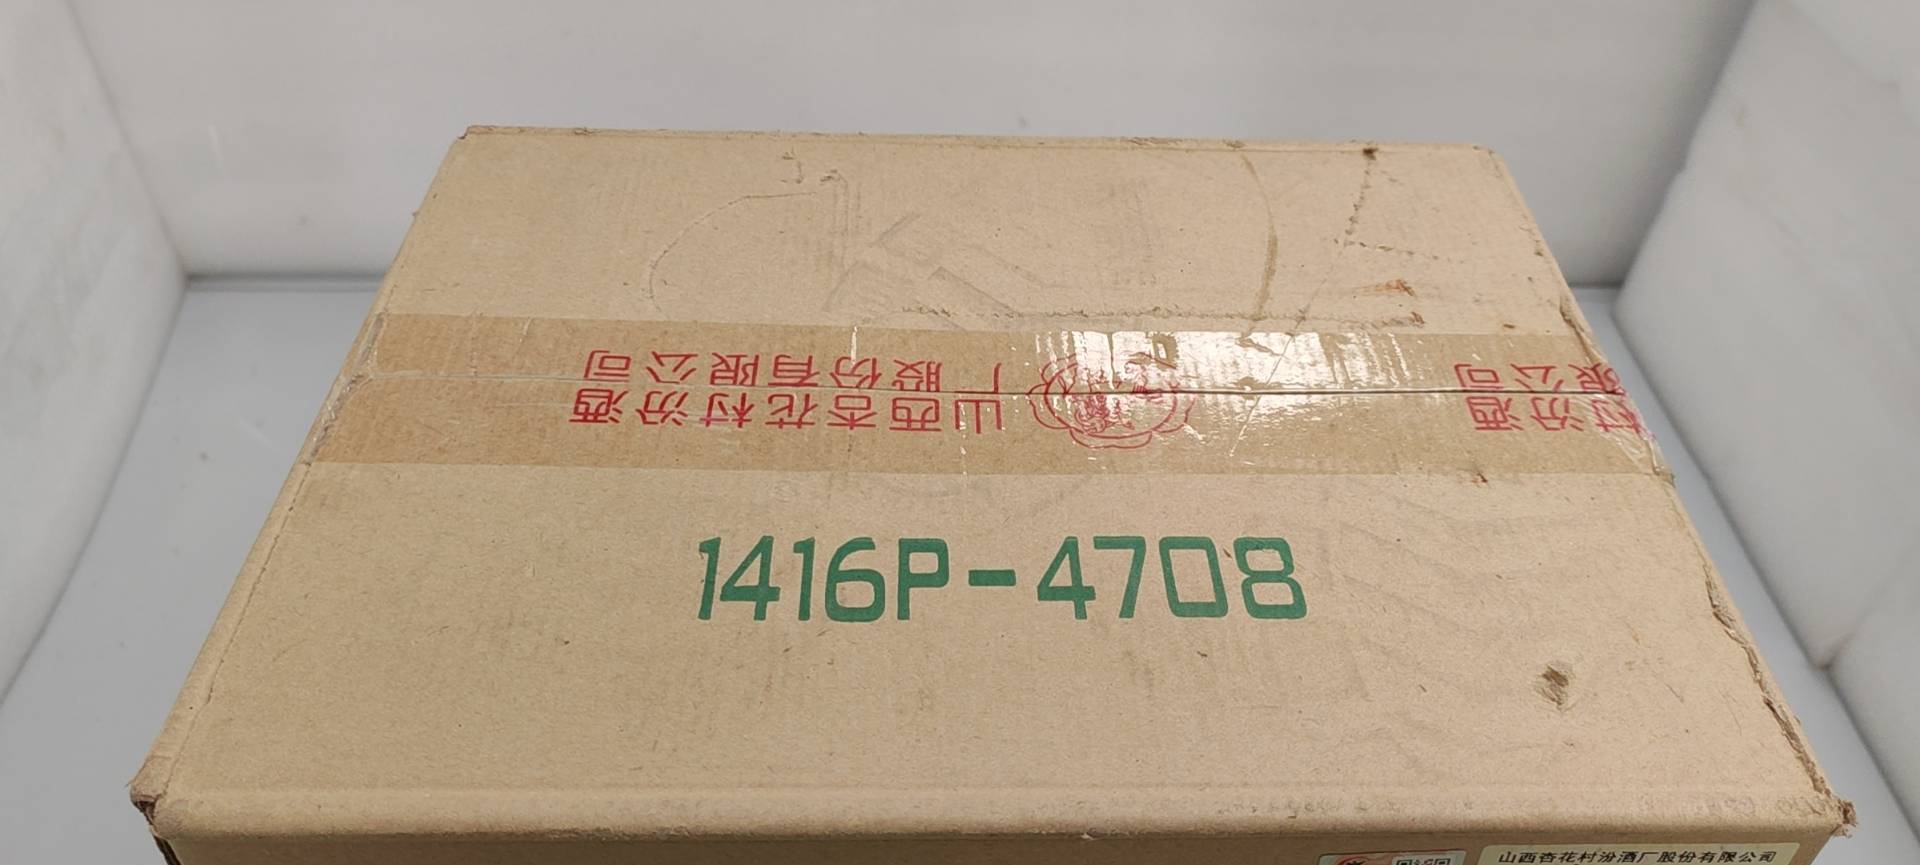 山西杏花村汾酒
厂股份有限公司
村汾酒
限公司
1416P-4708
山西杏花村汾酒厂股份有限公司